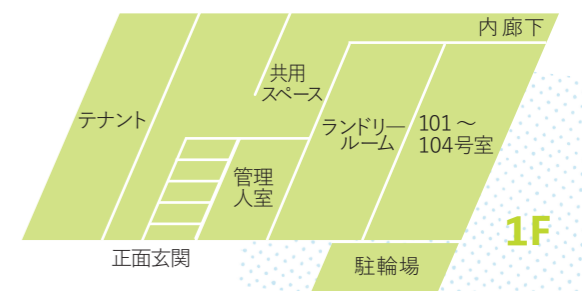 内廊下
共用
スペース
テナント
ランドリー
ルーム
101～
104号室
管理
人室
1F
正面玄関
駐輪場